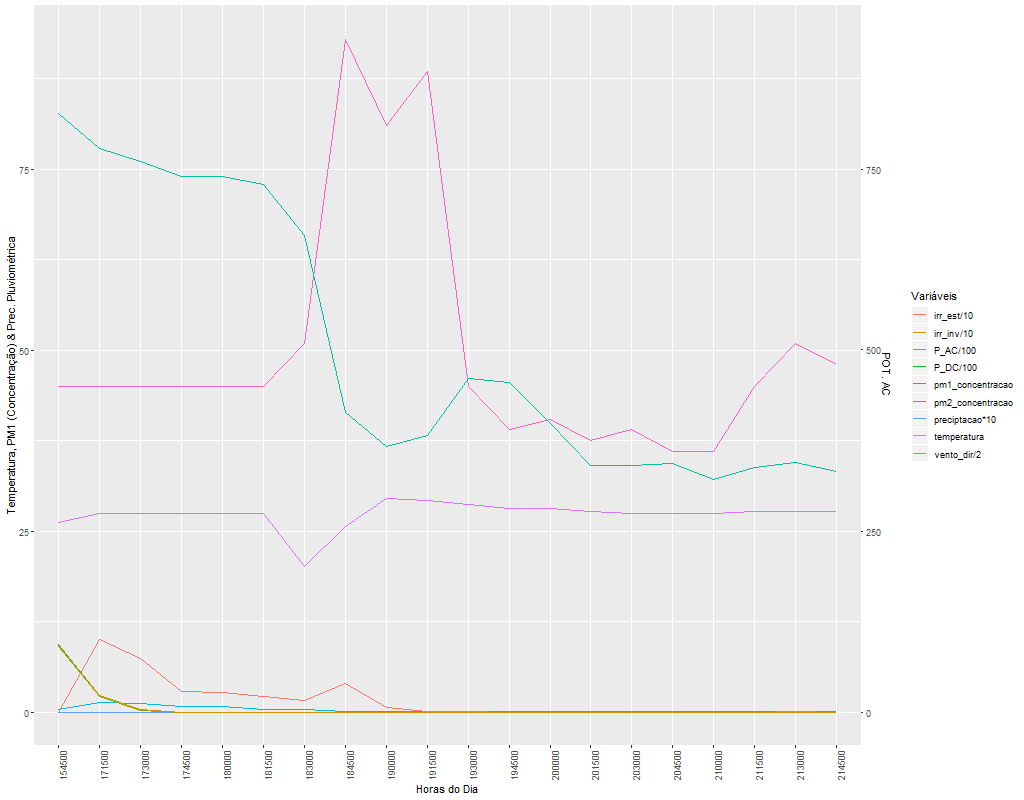 Temperatura, PM1 (Concentração) & Prec. Pluviométrica
75
50
25
0
750
500
250
0
POT. AC
154500
171500
173000
174500
180000
181500
183000
184500
190000
191500
193000
194500
200000
201500
203000
204500
210000
211500
213000
214500
Horas do Dia
Variáveis
irr_est/10
irr_inv/10
P_AC/100
P_DC/100
pm1_concentracao
pm2_concentracao
preciptacao*10
temperatura
vento_dir/2